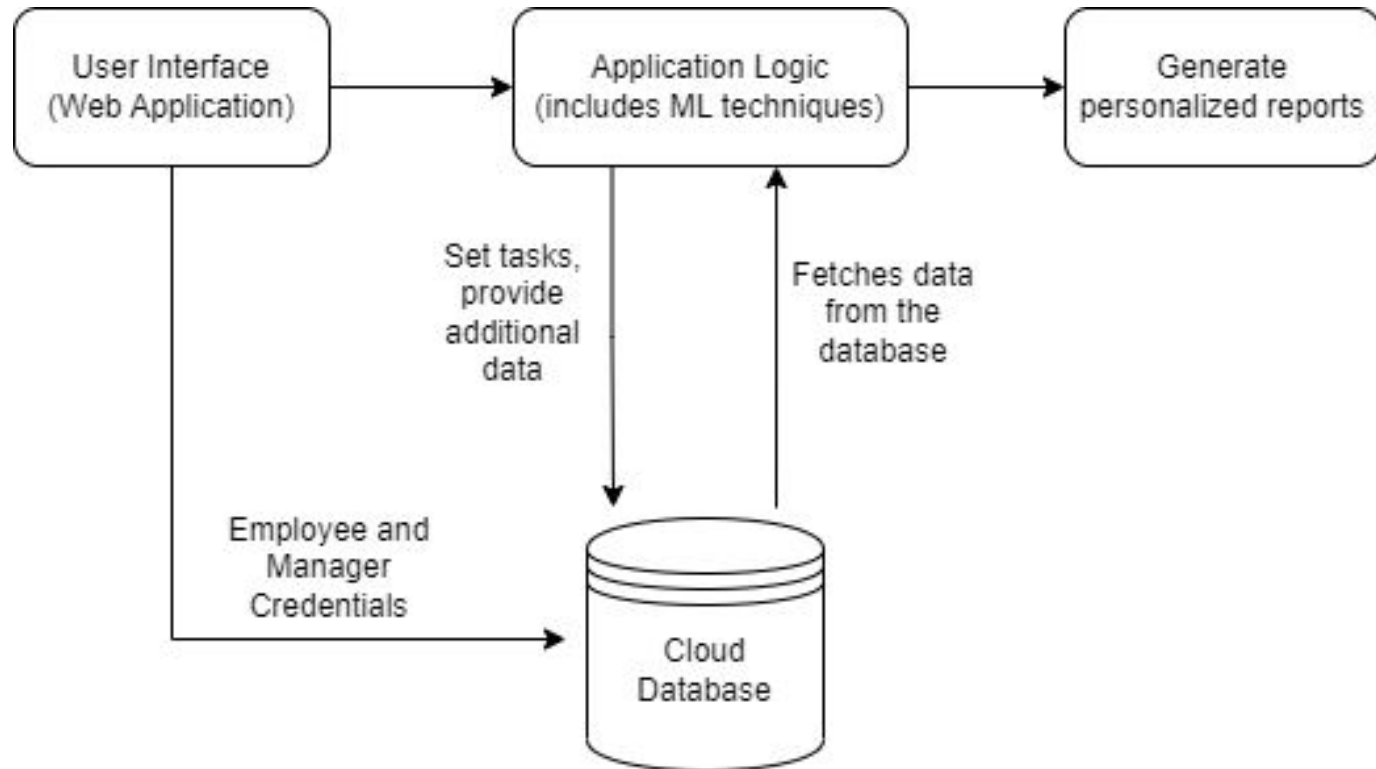 User Interface
(Web Application)
Application Logic
(includes ML techniques)
Generate
personalized reports
Set tasks,
provide
additional
data
Fetches data
from the
database
Employee and
Manager
Credentials
Cloud
Database